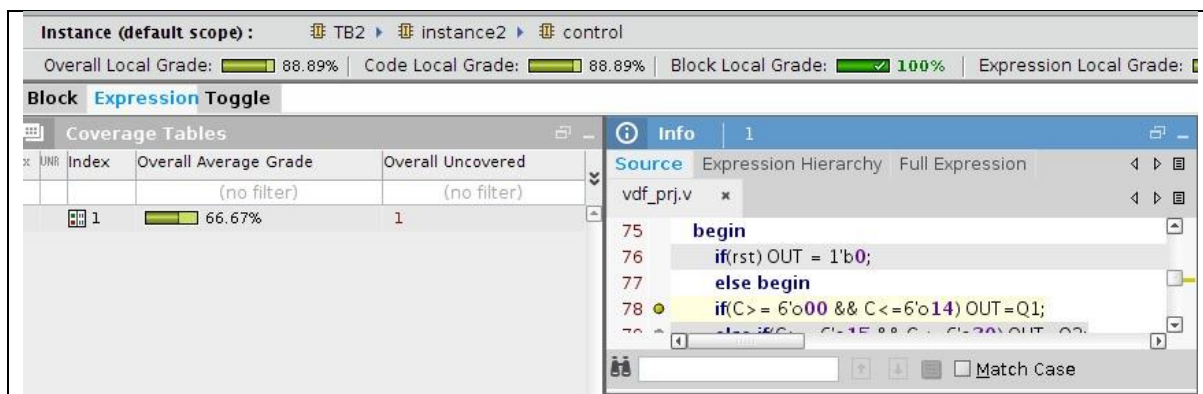 Instance (default scope) : TB2 instance2 control
Overall Local Grade: 88.89% Code Local Grade: 88.89% Block Local Grade: 100% Expression Local Grade:
Block Expression Toggle
Coverage Tables
x UNR Index Overall Average Grade Overall Uncovered
(no filter) (no filter)
1 66.67% 1
Info 1
Source Expression Hierarchy Full Expression
vdf_prj.v x
75 begin
76 if(rst) OUT = 1'b0;
77 else begin
78 if(C>= 6'o00 && C<=6'o14) OUT=Q1;
Match Case